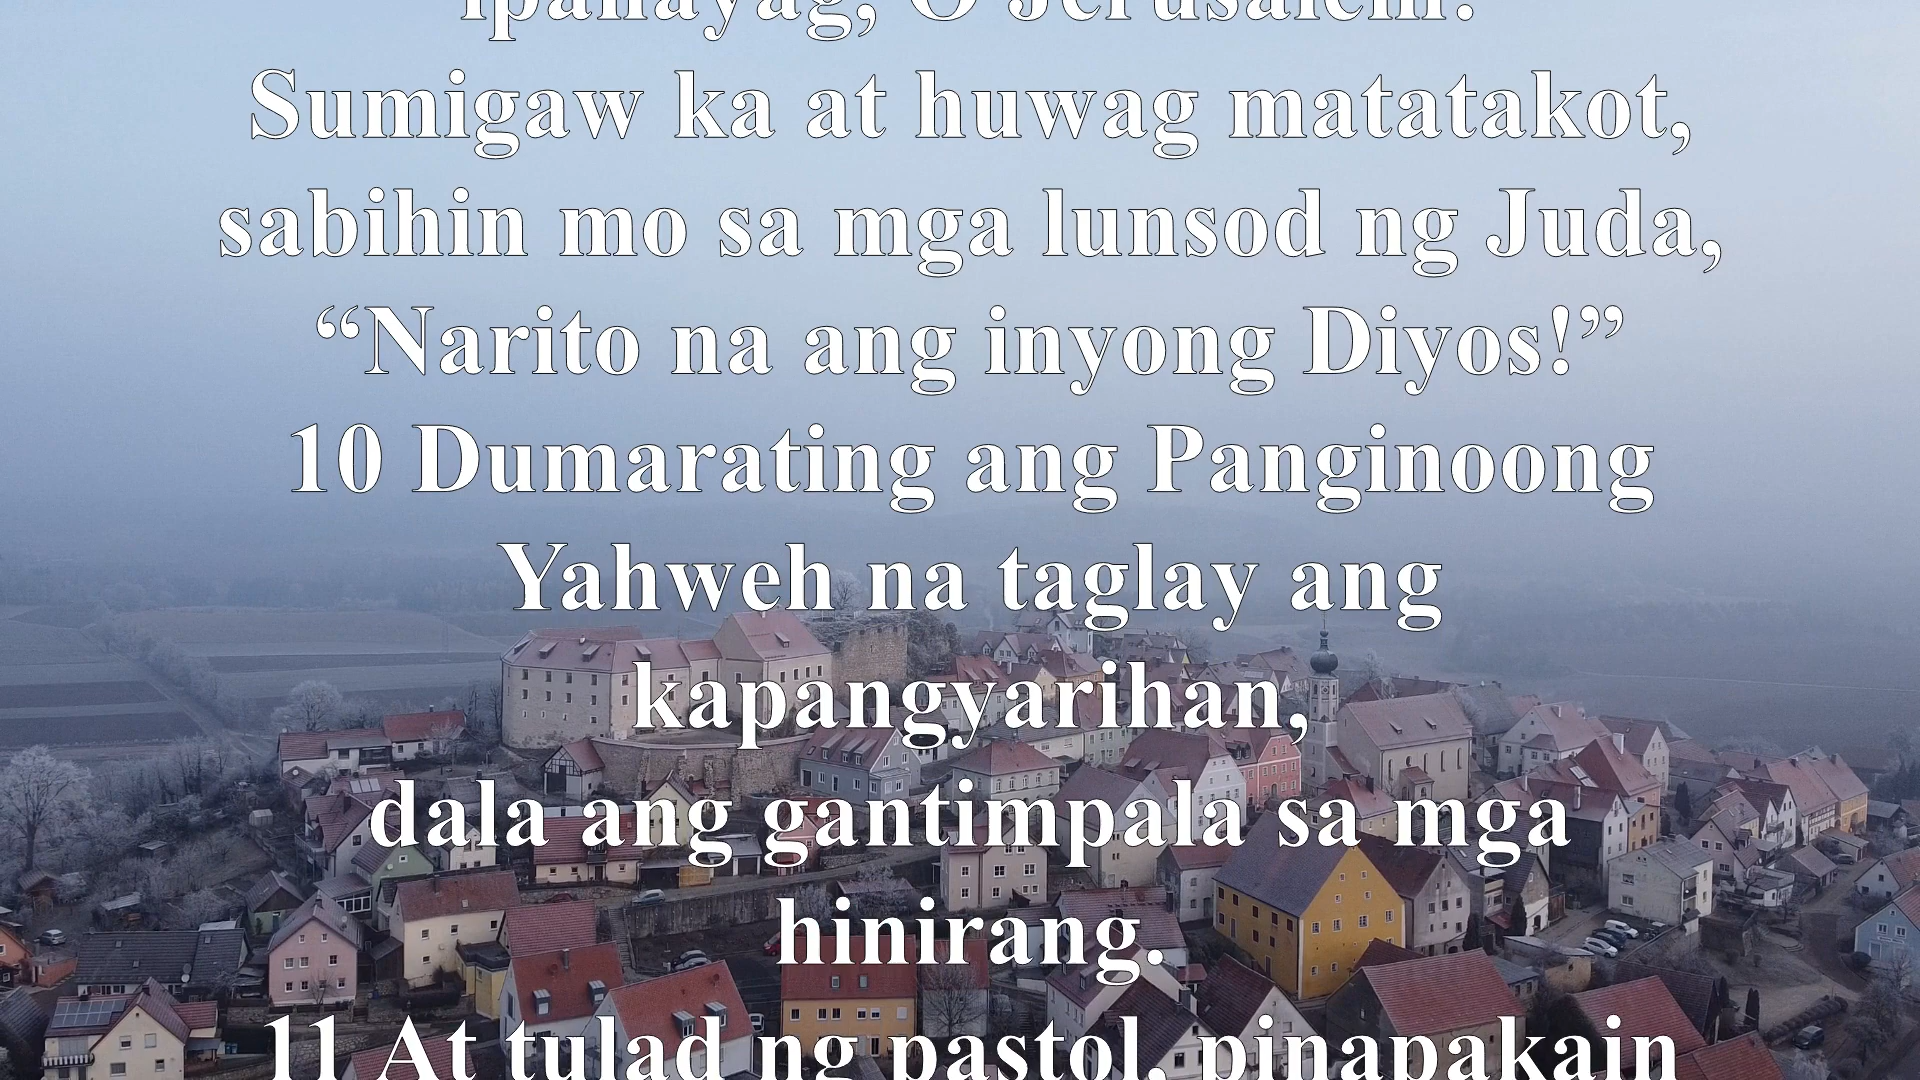 ipahayag, O Jerusalem!
Sumigaw ka at huwag matatakot,
sabihin mo sa mga lunsod ng Juda,
“Narito na ang inyong Diyos!”
10 Dumarating ang Panginoong
Yahweh na taglay ang
kapangyarihan,
dala ang gantimpala sa mga
hinirang.
11 At tulad ng pastol, pinapakain